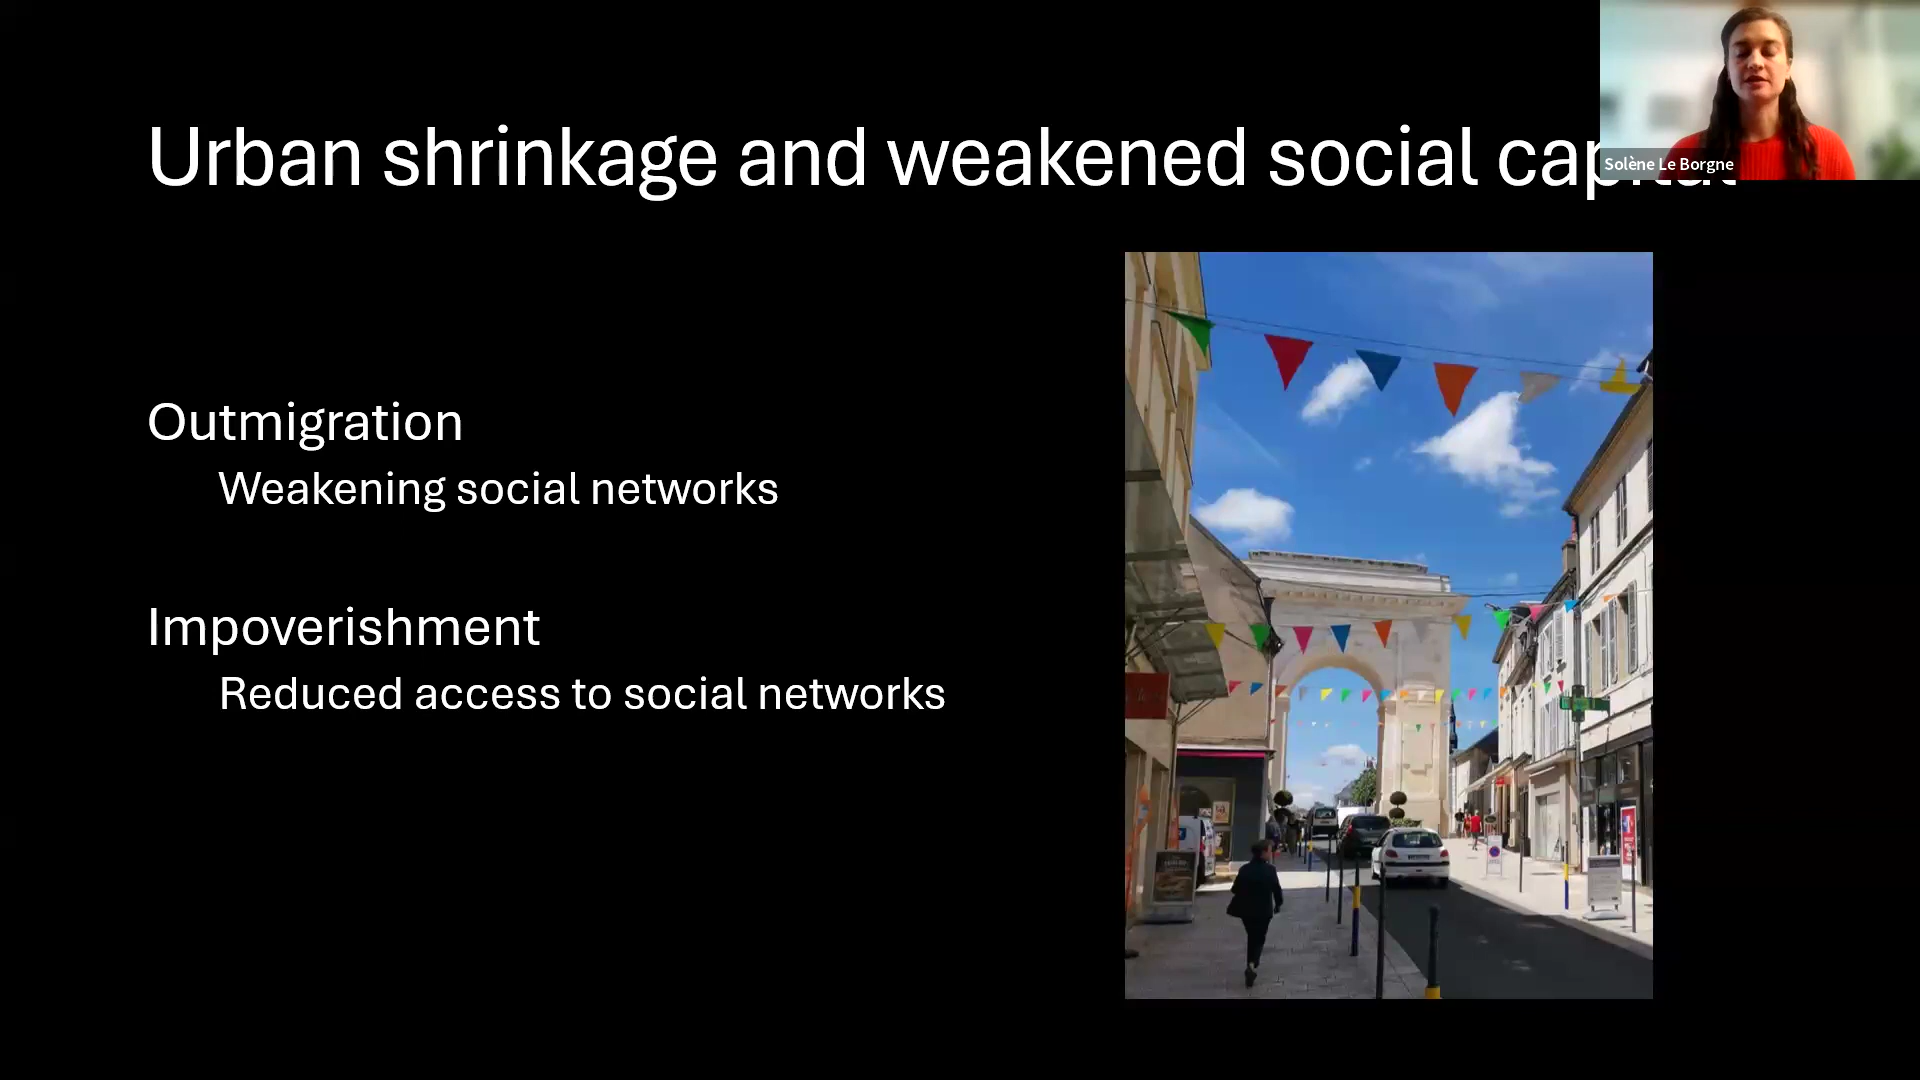 Urban shrinkage and weakened social capital
Solène Le Borgne
Outmigration
Weakening social networks
Impoverishment
Reduced access to social networks